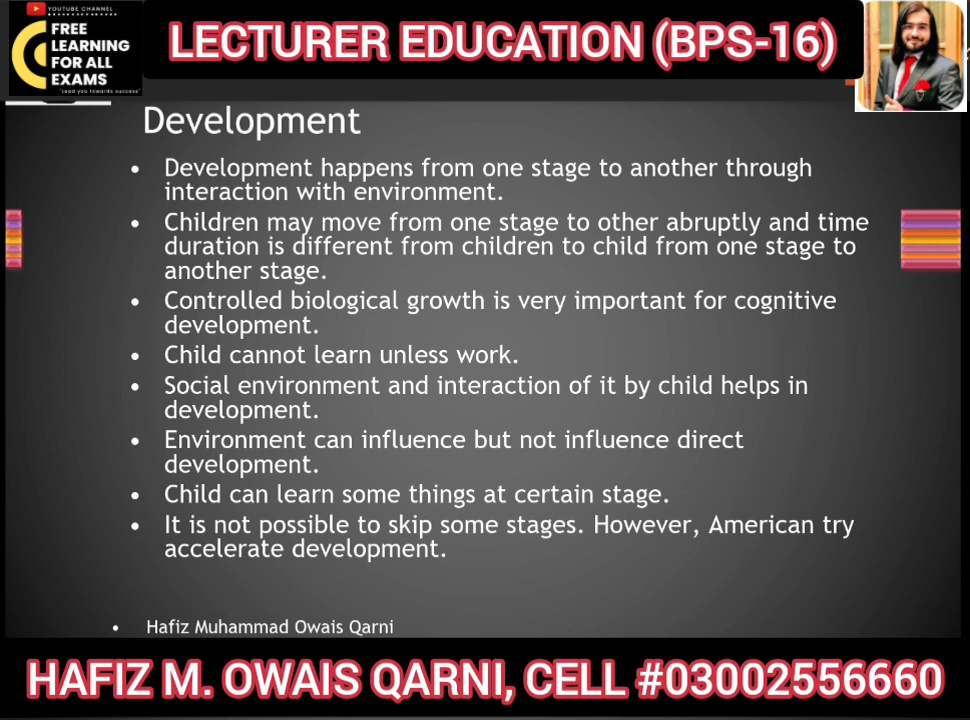 YOUTUBE CHANNEL
FREE
LEARNING
FOR ALL
EXAMS
"Lead you towards success"
LECTURER EDUCATION (BPS-16)
Development
• Development happens from one stage to another through
interaction with environment.
• Children may move from one stage to other abruptly and time
duration is different from children to child from one stage to
another stage.
• Controlled biological growth is very important for cognitive
development.
• Child cannot learn unless work.
• Social environment and interaction of it by child helps in
development.
• Environment can influence but not influence direct
development.
• Child can learn some things at certain stage.
• It is not possible to skip some stages. However, American try
accelerate development.
• Hafiz Muhammad Owais Qarni
HAFIZ M. OWAIS QARNI, CELL #03002556660